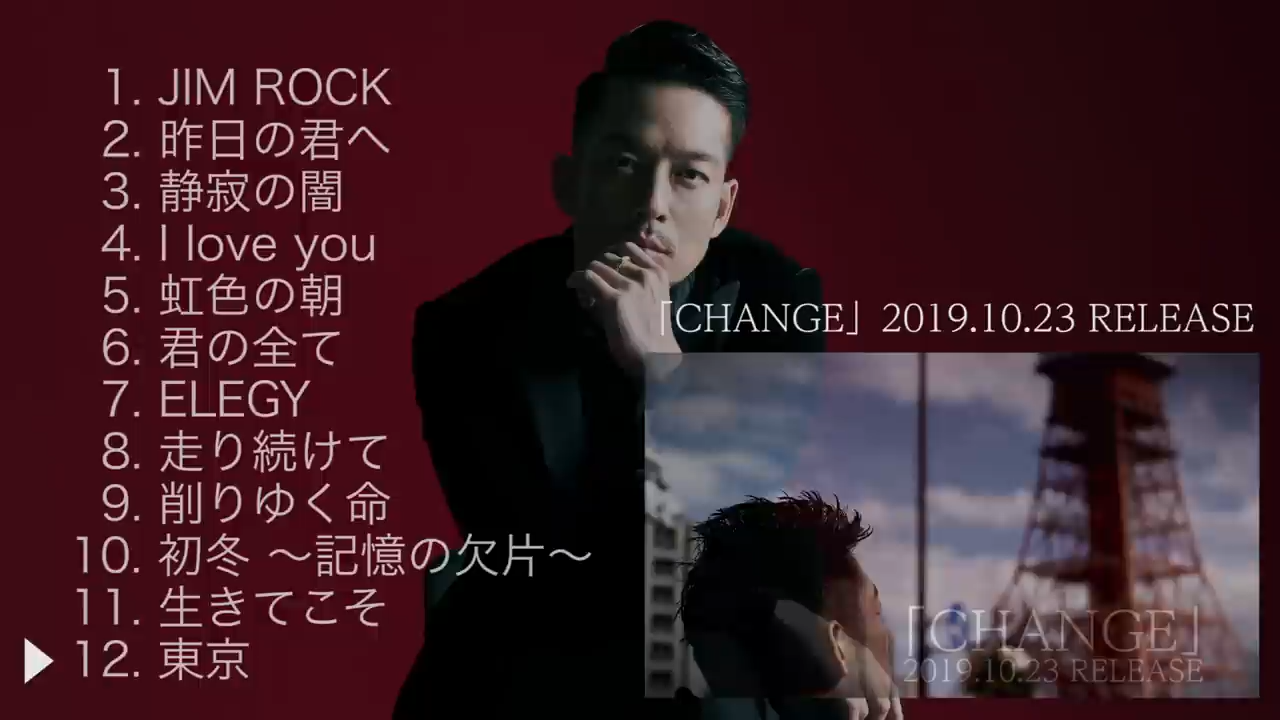 1. JIM ROCK
2. 昨日の君へ
3. 静寂の闇
4. I love you
5. 虹色の朝
6. 君の全て
7. ELEGY
8. 走り続けて
9. 削りゆく命
10. 初冬 〜記憶の欠片〜
11. 生きてこそ
12. 東京
「CHANGE」2019.10.23 RELEASE
「CHANGE」
2019.10.23 RELEASE